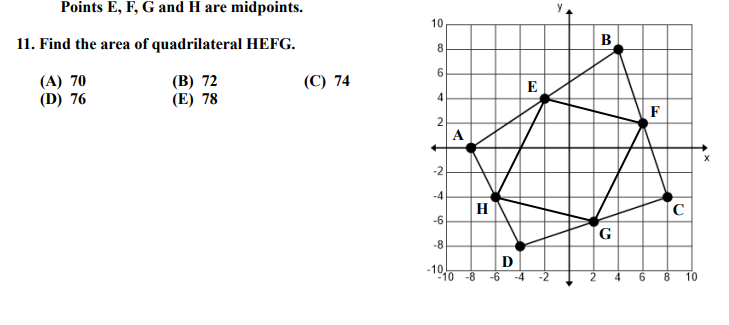 Points E, F, G and H are midpoints.
11. Find the area of quadrilateral HEFG.
(A) 70 (B) 72 (C) 74
(D) 76 (E) 78
y
10
8
6
4
2
-2
-4
-6
-8
-10
-10 -8 -6 -4 -2 2 4 6 8 10
x
B
E
F
A
H
C
G
D